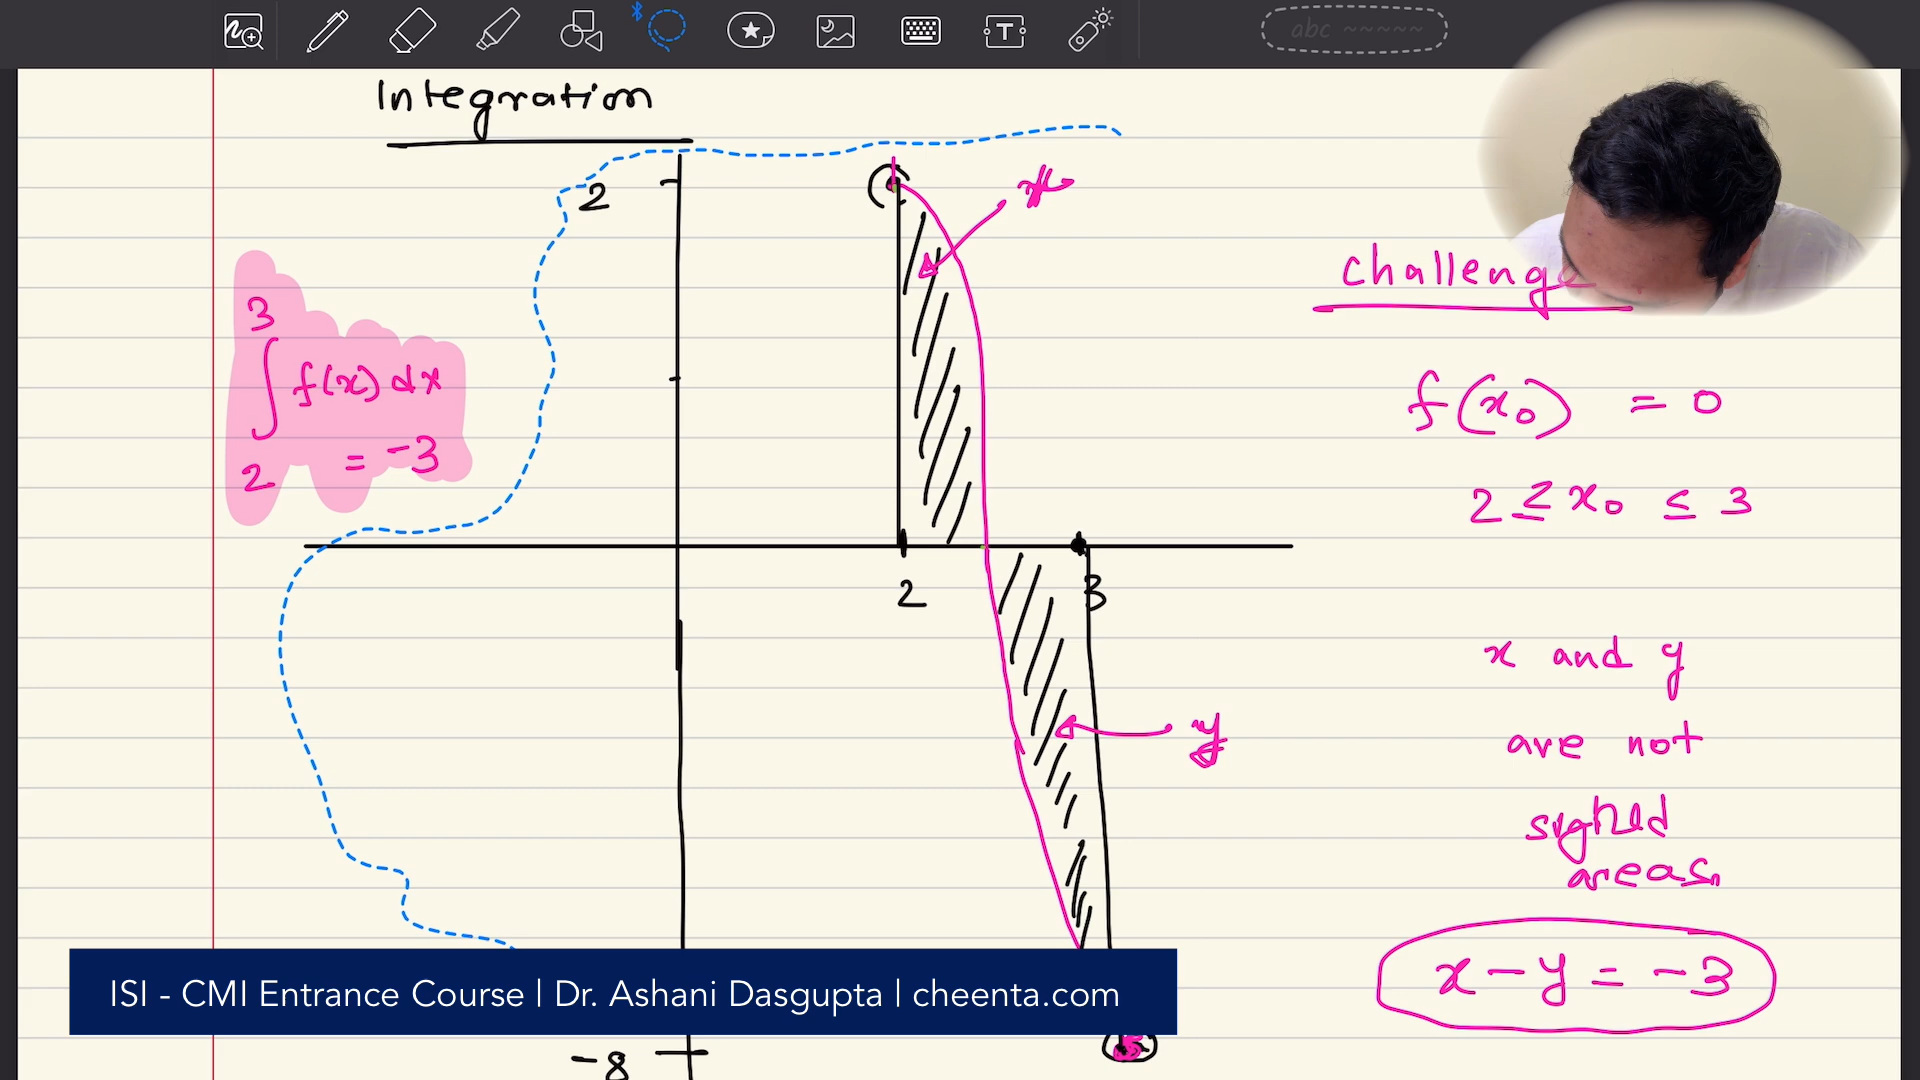 abc
Integration
2
3
∫ f(x) dx
2 = -3
x
2
3
y
-8
challeng
f(x₀) = 0
2 ≤ x₀ ≤ 3
x and y
are not
signed
areas.
x - y = -3
ISI - CMI Entrance Course | Dr. Ashani Dasgupta | cheenta.com